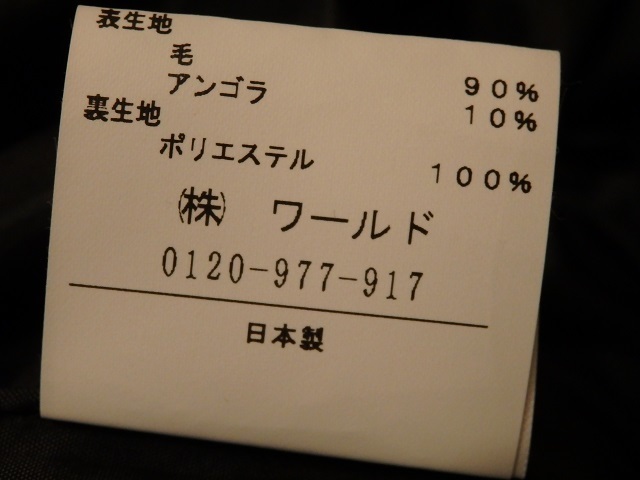 表生地
毛 90%
アンゴラ 10%
裏生地
ポリエステル 100%
㈱ ワールド
0120-977-917
日本製